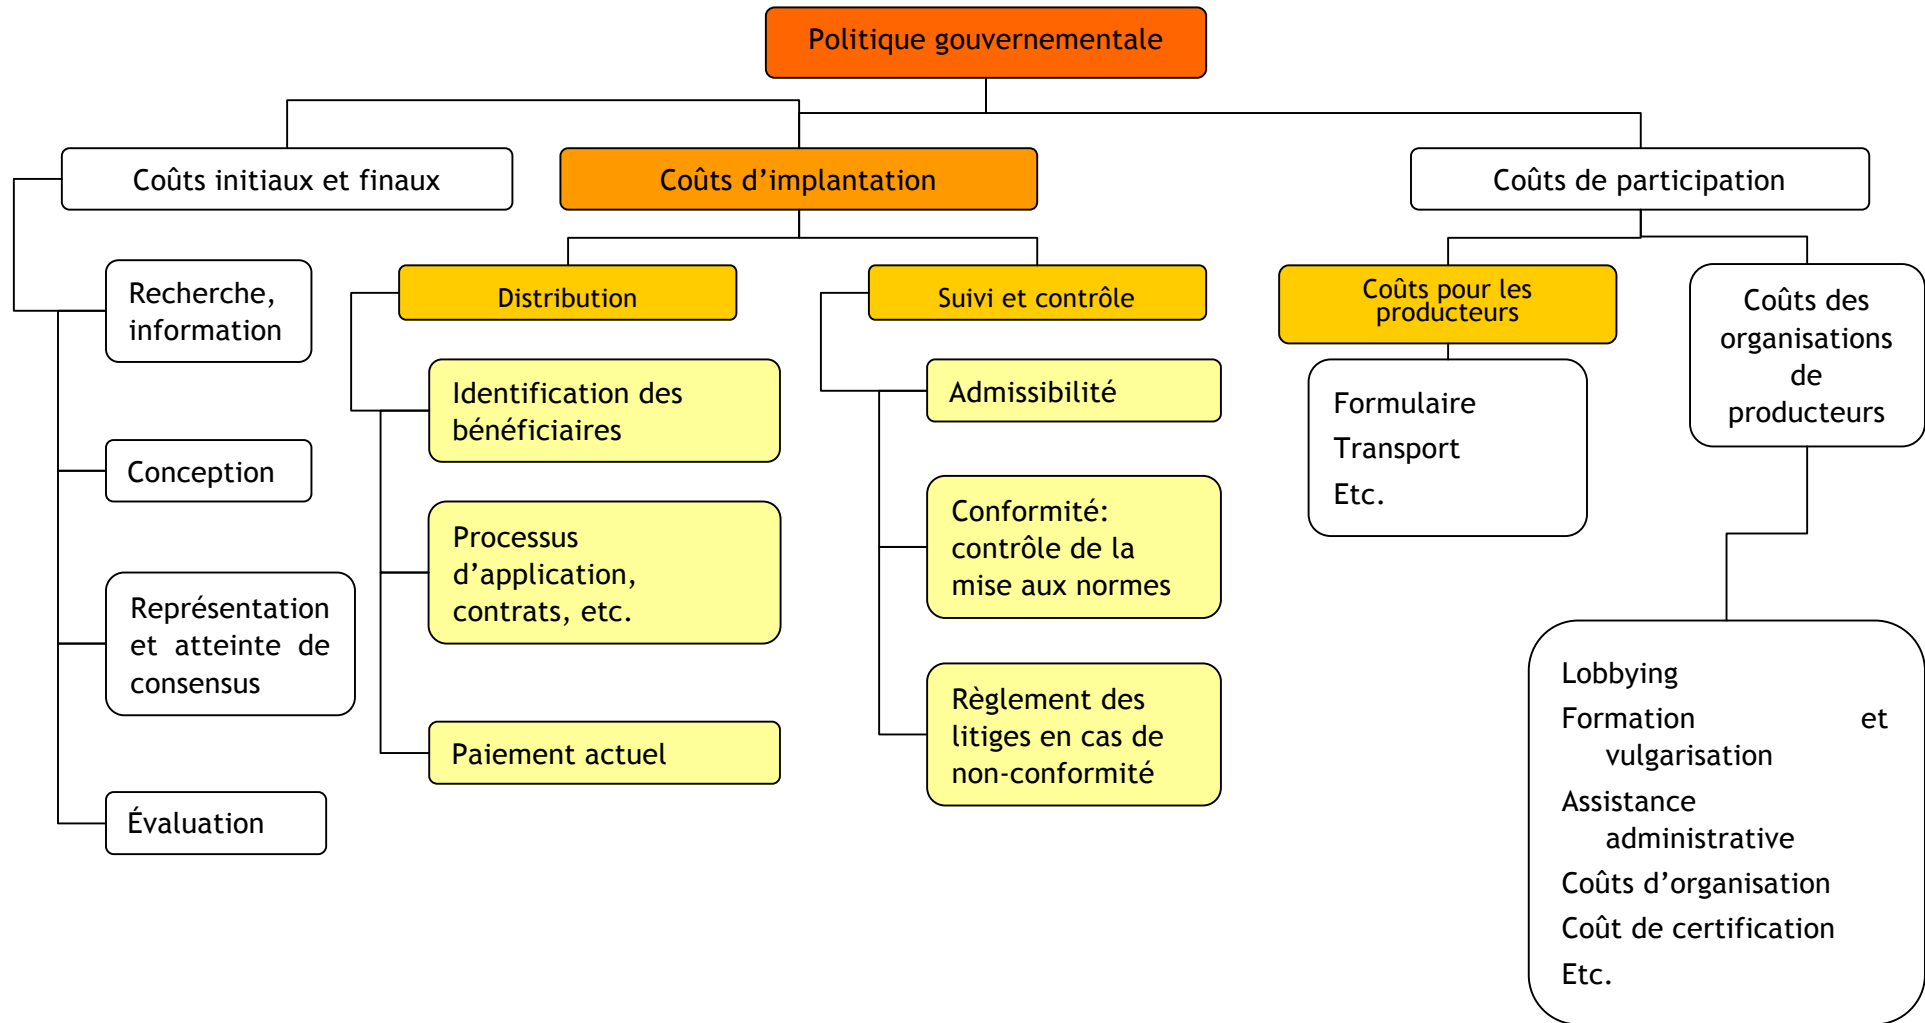 Politique gouvernementale
Coûts initiaux et finaux
Coûts d’implantation
Coûts de participation
Recherche,
information
Conception
Représentation
et atteinte de
consensus
Évaluation
Distribution
Identification des
bénéficiaires
Processus
d’application,
contrats, etc.
Paiement actuel
Suivi et contrôle
Admissibilité
Conformité:
contrôle de la
mise aux normes
Règlement des
litiges en cas de
non-conformité
Coûts pour les
producteurs
Formulaire
Transport
Etc.
Coûts des
organisations
de
producteurs
Lobbying
Formation et
vulgarisation
Assistance
administrative
Coûts d’organisation
Coût de certification
Etc.